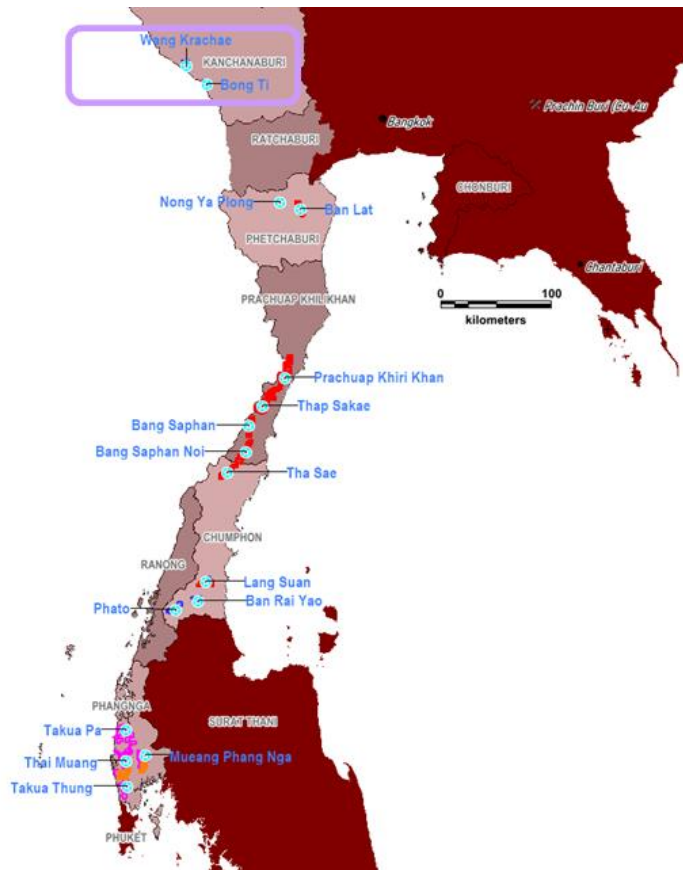 Wang Krachae
KANCHANABURI
Bong Ti
Prachin Buri (Gu-Au
Bangkok
RATCHABURI
CHONBURI
Nong Ya Plong
Ban Lat
PHETCHABURI
Chantaburi
PRACHUAP KHILIKHAN
0 100
kilometers
Prachuap Khiri Khan
Thap Sakae
Bang Saphan
Bang Saphan Noi
Tha Sae
CHUMPHON
RANONG
Lang Suan
Ban Rai Yao
Phato
PHANGNGA
SURAT THANI
Takua Pa
Mueang Phang Nga
Thai Muang
Takua Thung
PHUKET